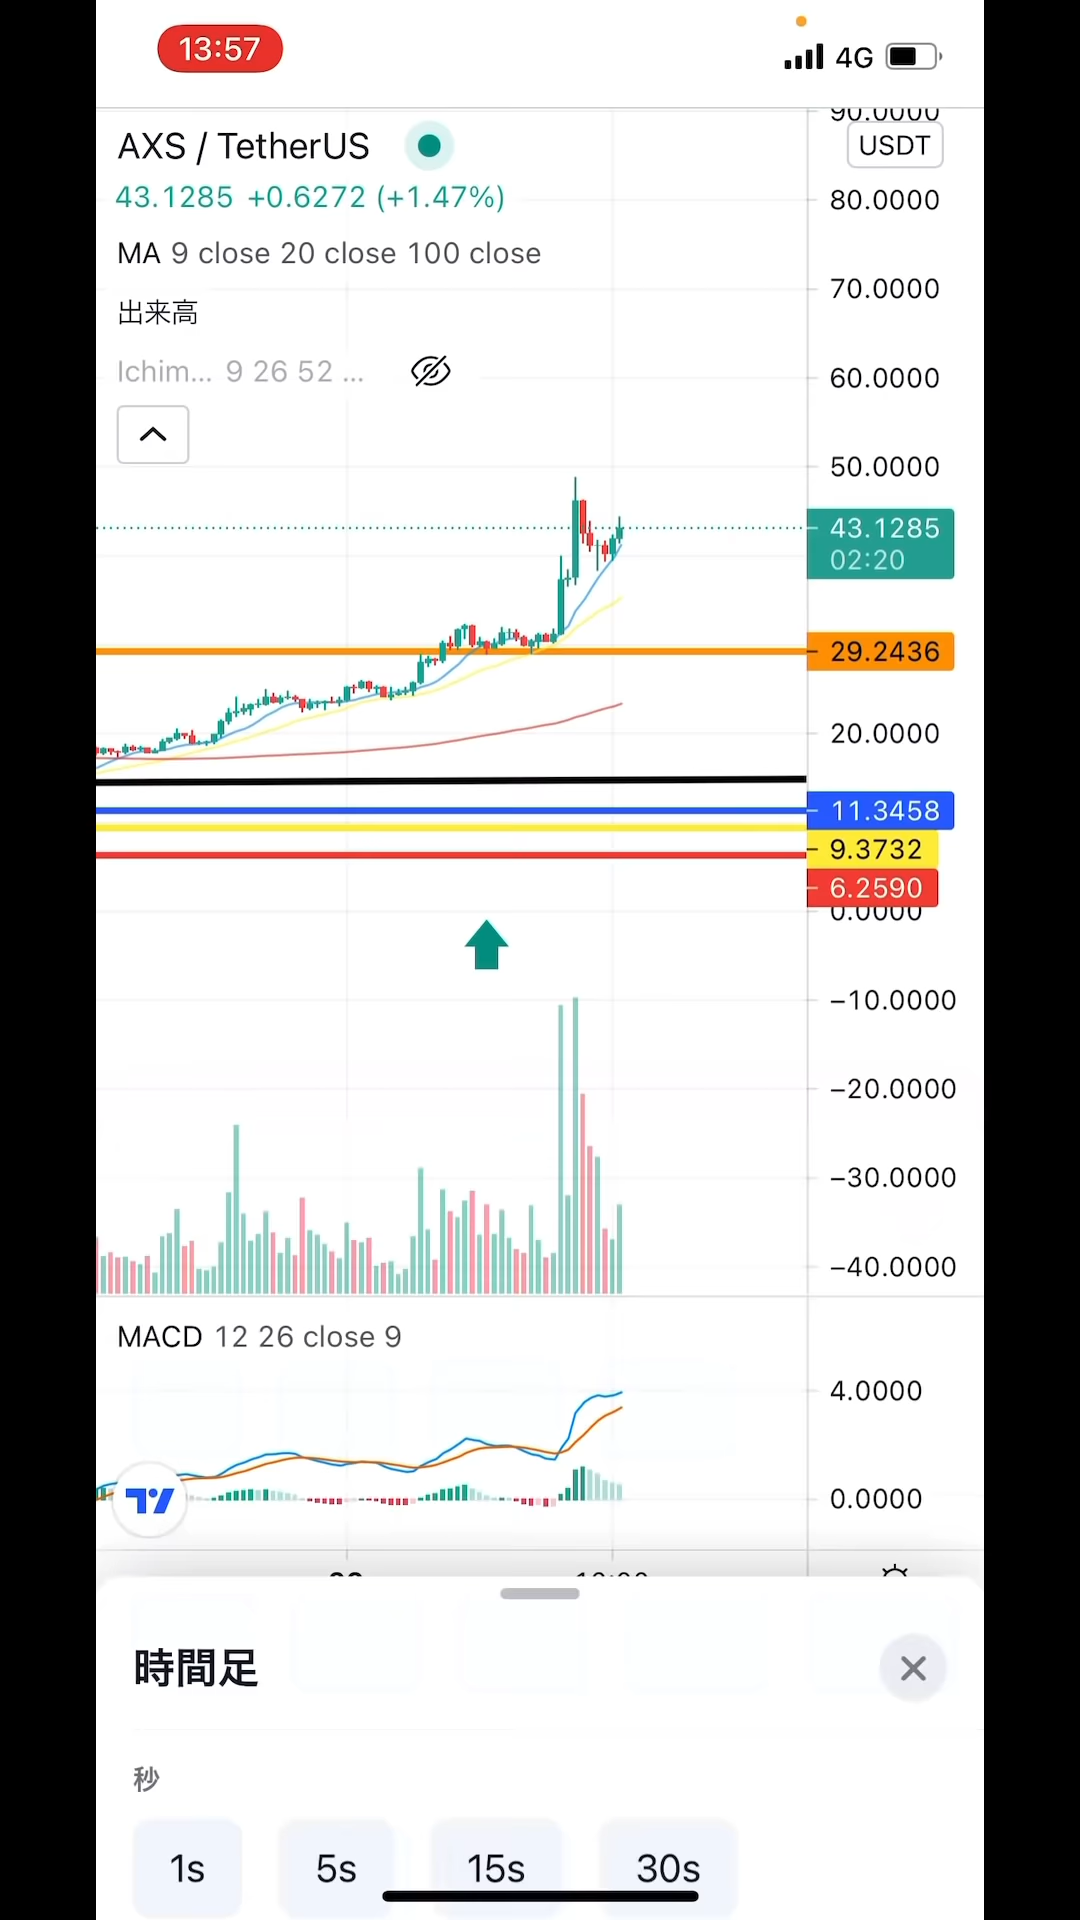 13:57
4G
90.0000
AXS / TetherUS
USDT
43.1285 +0.6272 (+1.47%)
80.0000
MA 9 close 20 close 100 close
70.0000
出来高
Ichim... 9 26 52 ...
60.0000
50.0000
43.1285
02:20
29.2436
20.0000
11.3458
9.3732
6.2590
0.0000
−10.0000
−20.0000
−30.0000
−40.0000
MACD 12 26 close 9
4.0000
0.0000
時間足
秒
1s 5s 15s 30s